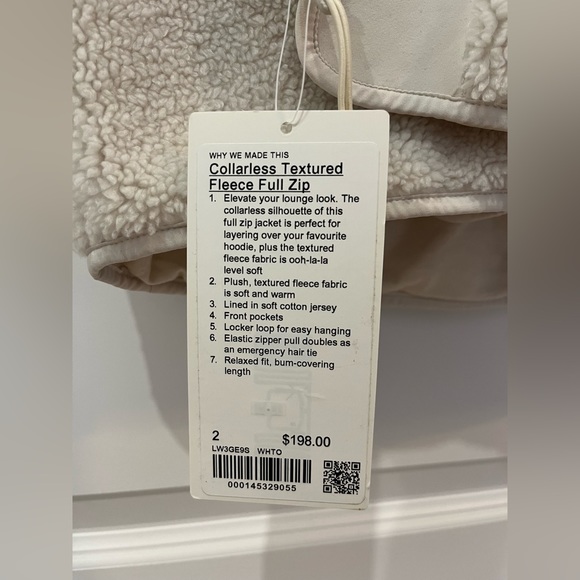 WHY WE MADE THIS
Collarless Textured
Fleece Full Zip
1. Elevate your lounge look. The
collarless silhouette of this
full zip jacket is perfect for
layering over your favourite
hoodie, plus the textured
fleece fabric is ooh-la-la
level soft
2. Plush, textured fleece fabric
is soft and warm
3. Lined in soft cotton jersey
4. Front pockets
5. Locker loop for easy hanging
6. Elastic zipper pull doubles as
an emergency hair tie
7. Relaxed fit, bum-covering
length
2 $198.00
LW3GE9S WHTO
000145329055